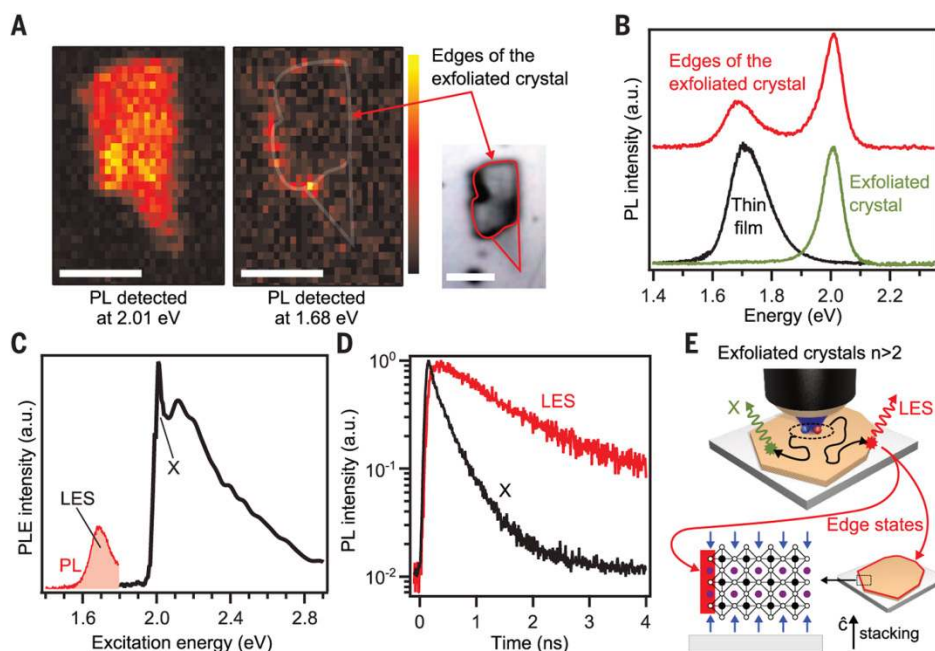 A
Edges of the
exfoliated crystal
PL detected
at 2.01 eV
PL detected
at 1.68 eV
B
PL intensity (a.u.)
Edges of the
exfoliated crystal
Thin
film
Exfoliated
crystal
1.4 1.6 1.8 2.0 2.2
Energy (eV)
C
PLE intensity (a.u.)
LES
PL
X
1.6 2.0 2.4 2.8
Excitation energy (eV)
D
PL intensity (a.u.)
10⁰
10⁻¹
10⁻²
LES
X
0 1 2 3 4
Time (ns)
E
Exfoliated crystals n>2
X
LES
Edge states
ĉ
stacking